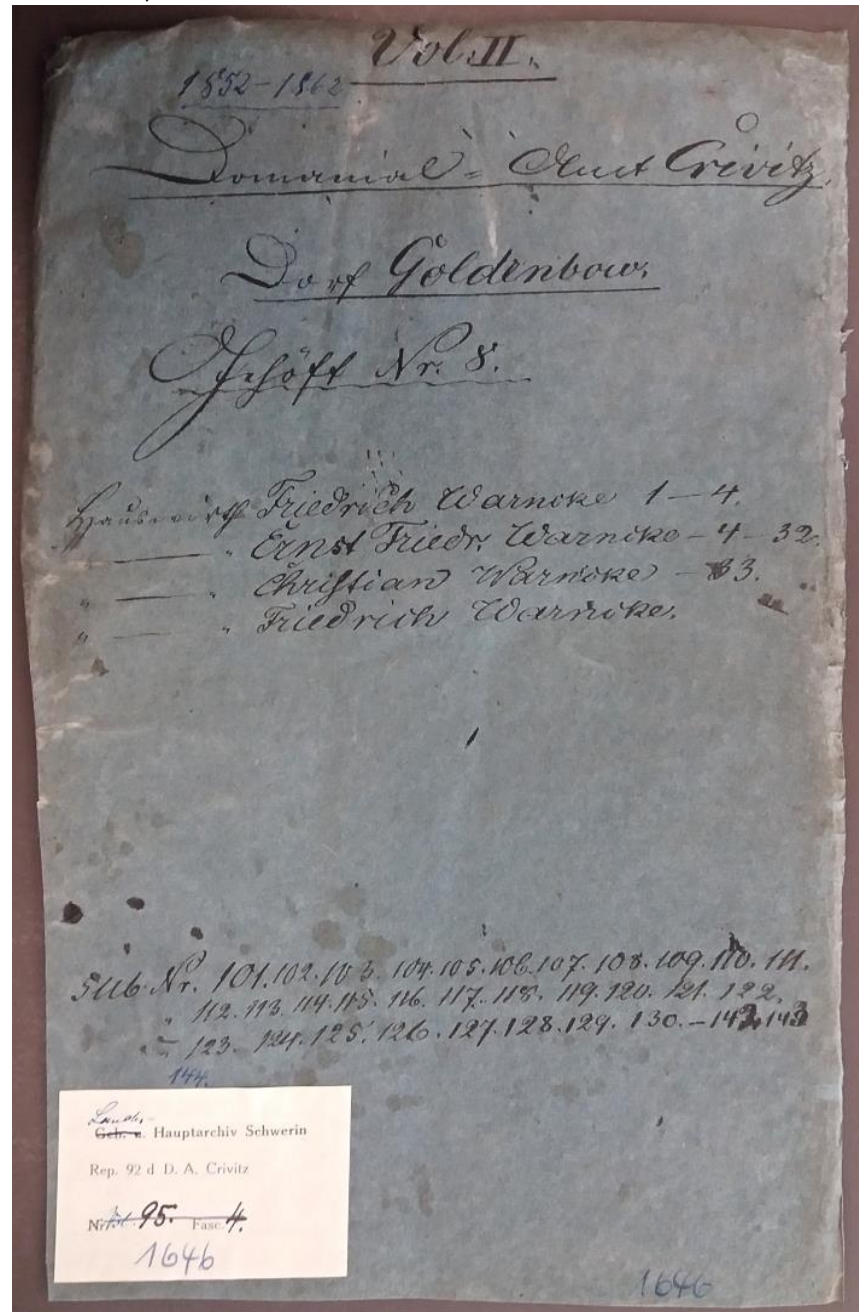 Vol. II.
1852-1862
Domanial = Amt Crivitz.
Dorf Goldenbow.
Gehöft Nr. 8.
Hauswirth Friedrich Warncke 1 — 4.
" — " Ernst Friedr. Warncke — 4 — 32.
" — " Christian Warncke — 33.
" — " Friedrich Warncke.
sub Nr. 101. 102. 103. 104. 105. 106. 107. 108. 109. 110. 111.
" 112. 113. 114. 115. 116. 117. 118. 119. 120. 121. 122.
" 123. 124. 125. 126. 127. 128. 129. 130. — 142. 143
144.
Landes-
Geh. u. Hauptarchiv Schwerin
Rep. 92 d D. A. Crivitz
Nr. 95. Fasc. 4.
1646
1646